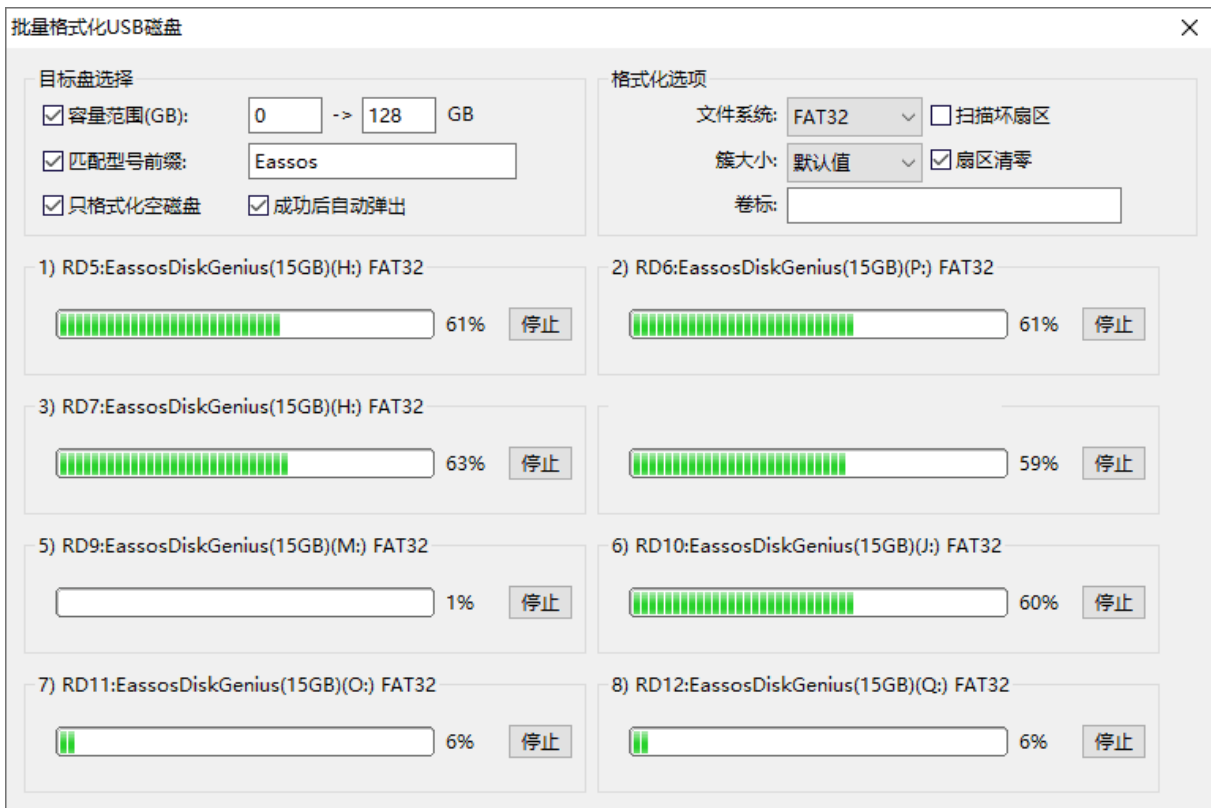 批量格式化USB磁盘
目标盘选择
容量范围(GB): 0 -> 128 GB
匹配型号前缀: Eassos
只格式化空磁盘 成功后自动弹出
格式化选项
文件系统: FAT32 扫描坏扇区
簇大小: 默认值 扇区清零
卷标:
1) RD5:EassosDiskGenius(15GB)(H:) FAT32
61% 停止
2) RD6:EassosDiskGenius(15GB)(P:) FAT32
61% 停止
3) RD7:EassosDiskGenius(15GB)(H:) FAT32
63% 停止
59% 停止
5) RD9:EassosDiskGenius(15GB)(M:) FAT32
1% 停止
6) RD10:EassosDiskGenius(15GB)(J:) FAT32
60% 停止
7) RD11:EassosDiskGenius(15GB)(O:) FAT32
6% 停止
8) RD12:EassosDiskGenius(15GB)(Q:) FAT32
6% 停止